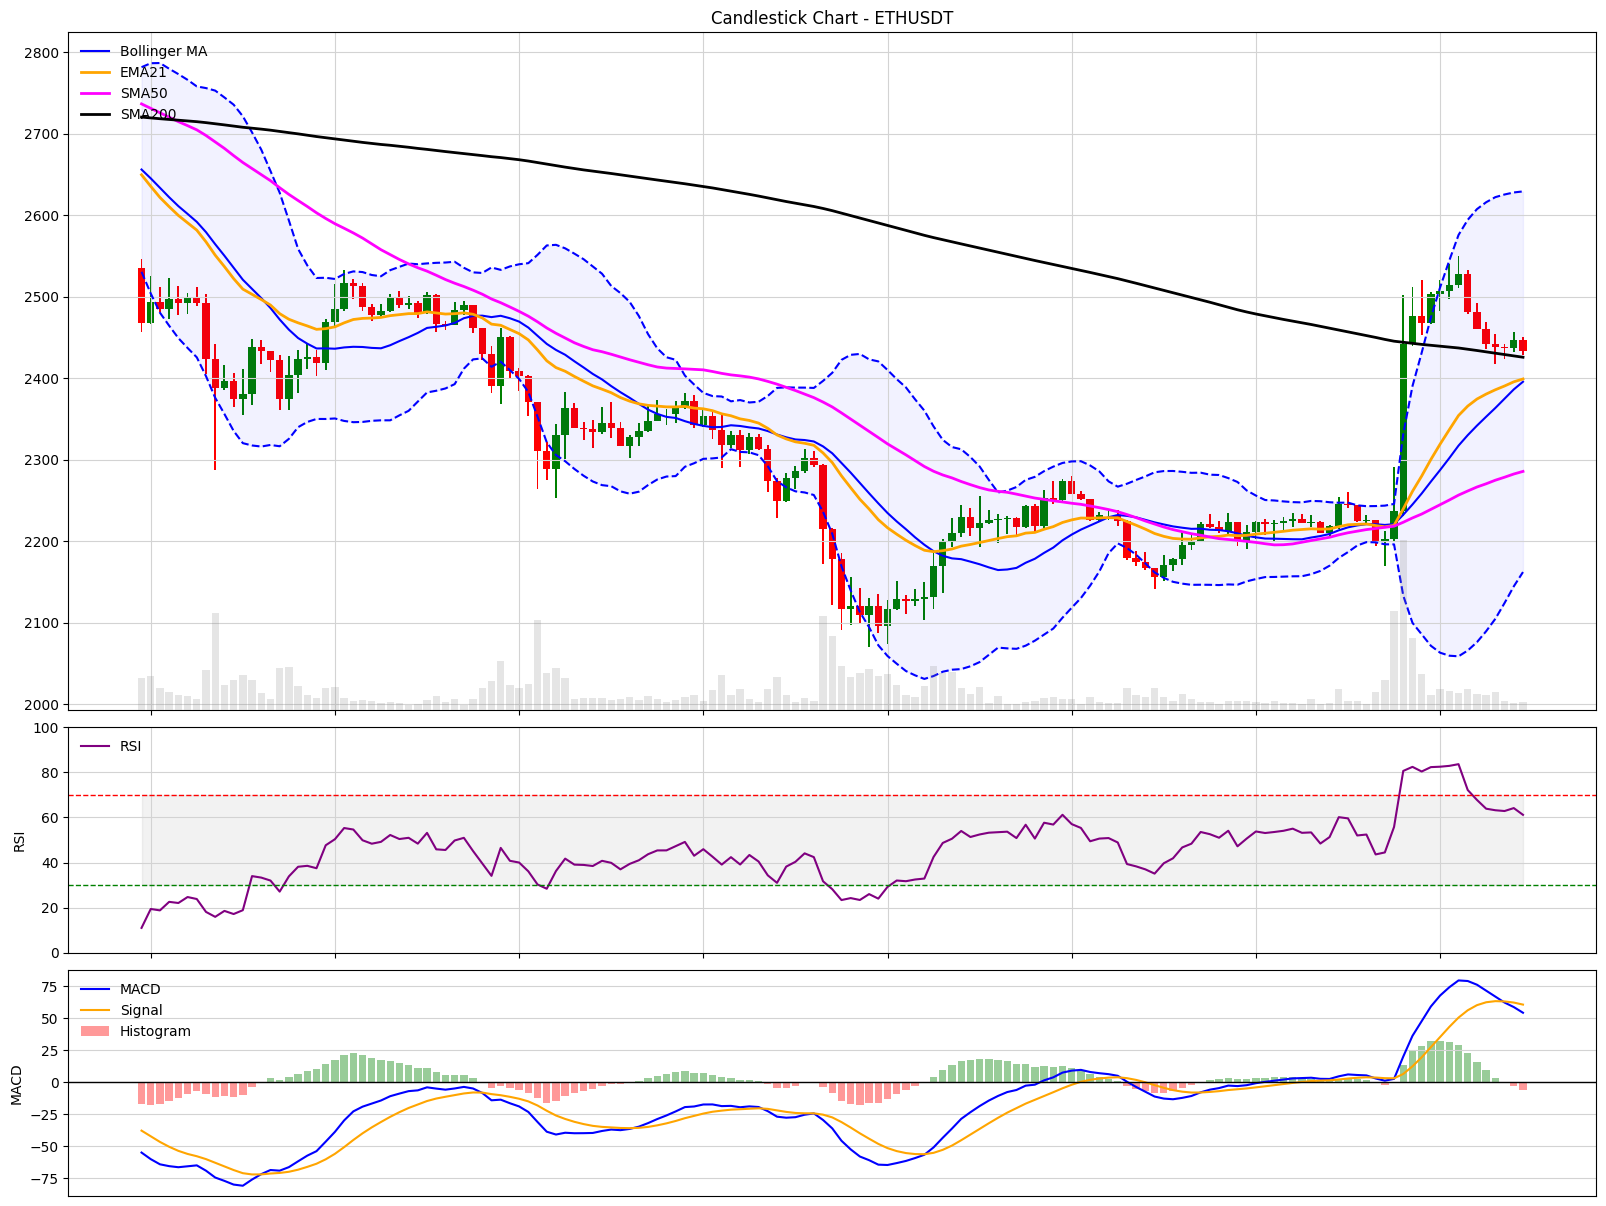 Candlestick Chart - ETHUSDT
2800
2700
2600
2500
2400
2300
2200
2100
2000
Bollinger MA
EMA21
SMA50
SMA200
100
80
60
40
20
0
RSI
RSI
75
50
25
0
−25
−50
−75
MACD
MACD
Signal
Histogram